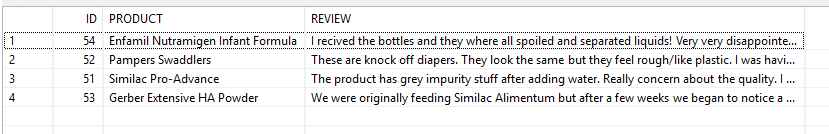 ID PRODUCT REVIEW
1 54 Enfamil Nutramigen Infant Formula I recived the bottles and they where all spoiled and separated liquids! Very very disappointe...
2 52 Pampers Swaddlers These are knock off diapers. They look the same but they feel rough/like plastic. I was havi...
3 51 Similac Pro-Advance The product has grey impurity stuff after adding water. Really concern about the quality. I ...
4 53 Gerber Extensive HA Powder We were originally feeding Similac Alimentum but after a few weeks we began to notice a ...